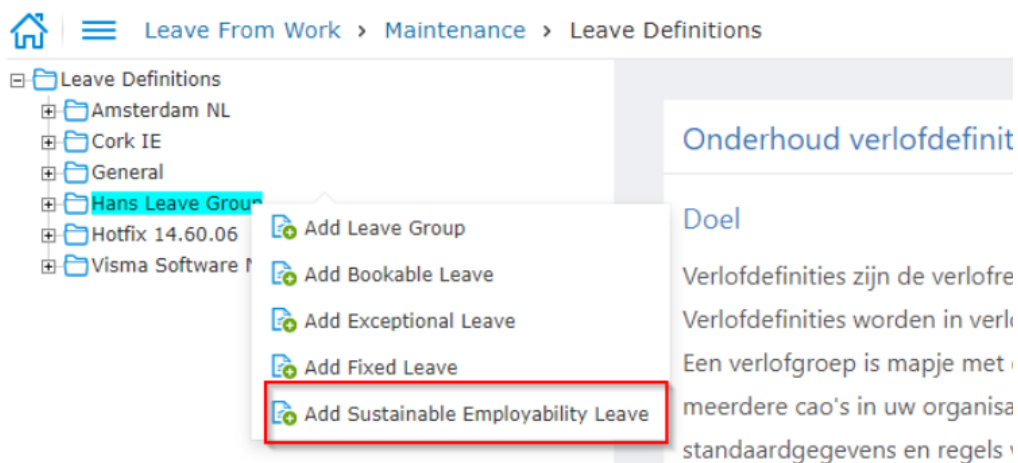 Leave From Work > Maintenance > Leave Definitions
Leave Definitions
Amsterdam NL
Cork IE
General
Hans Leave Group
Hotfix 14.60.06
Visma Software
Add Leave Group
Add Bookable Leave
Add Exceptional Leave
Add Fixed Leave
Add Sustainable Employability Leave
Onderhoud verlofdefinit
Doel
Verlofdefinities zijn de verlofre
Verlofdefinities worden in verl
Een verlofgroep is mapje met
meerdere cao's in uw organisa
standaardgegevens en regels